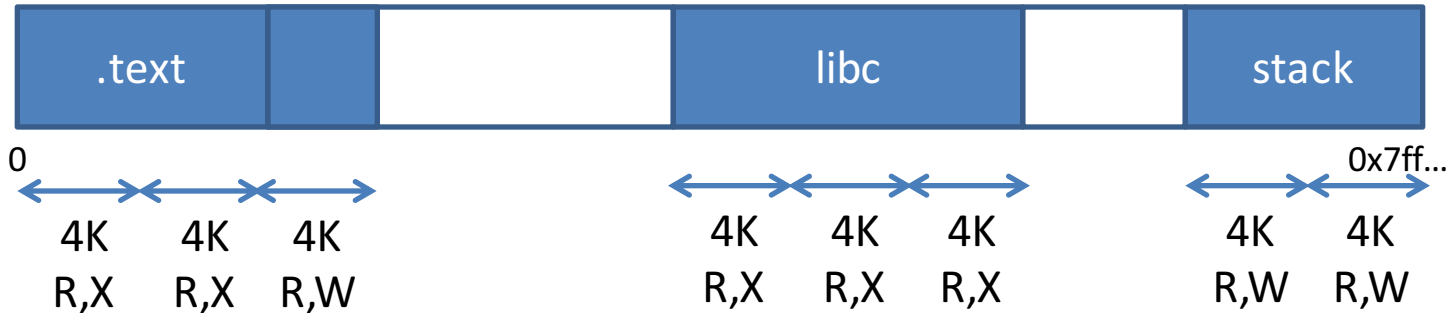 .text libc stack
0 0x7ff…
4K 4K 4K 4K 4K 4K 4K 4K
R,X R,X R,W R,X R,X R,X R,W R,W